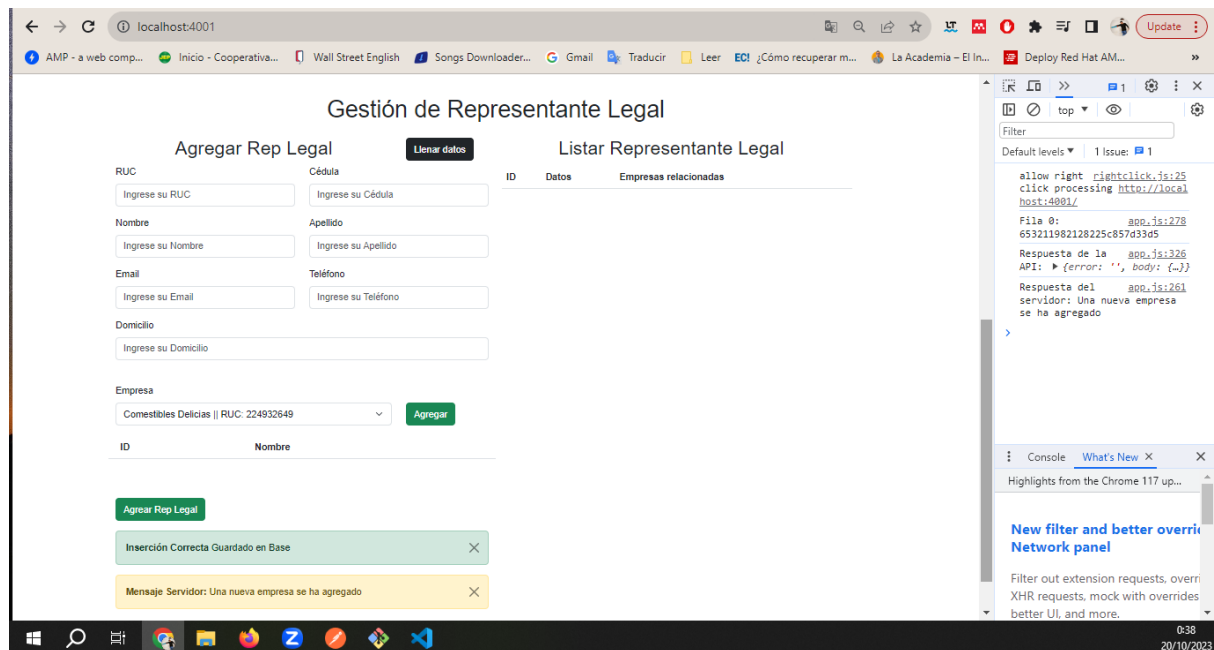 localhost:4001
Update
AMP - a web comp...
Inicio - Cooperativa...
Wall Street English
Songs Downloader...
Gmail
Traducir
Leer
EC! ¿Cómo recuperar m...
La Academia – El In...
Deploy Red Hat AM...
»
Gestión de Representante Legal
Agregar Rep Legal
Llenar datos
RUC
Cédula
Ingrese su RUC
Ingrese su Cédula
Nombre
Apellido
Ingrese su Nombre
Ingrese su Apellido
Email
Teléfono
Ingrese su Email
Ingrese su Teléfono
Domicilio
Ingrese su Domicilio
Empresa
Comestibles Delicias || RUC: 224932649
Agregar
ID Nombre
Agrear Rep Legal
Inserción Correcta Guardado en Base
Mensaje Servidor: Una nueva empresa se ha agregado
Listar Representante Legal
ID Datos Empresas relacionadas
1
top
Filter
Default levels
1 Issue: 1
allow right rightclick.js:25
click processing http://local
host:4001/
Fila 0: app.js:278
653211982128225c857d33d5
Respuesta de la app.js:326
API: {error: '', body: {…}}
Respuesta del app.js:261
servidor: Una nueva empresa
se ha agregado
Console
What's New
Highlights from the Chrome 117 up...
New filter and better overri
Network panel
Filter out extension requests, overri
XHR requests, mock with overrides
better UI, and more.
0:38
20/10/2023